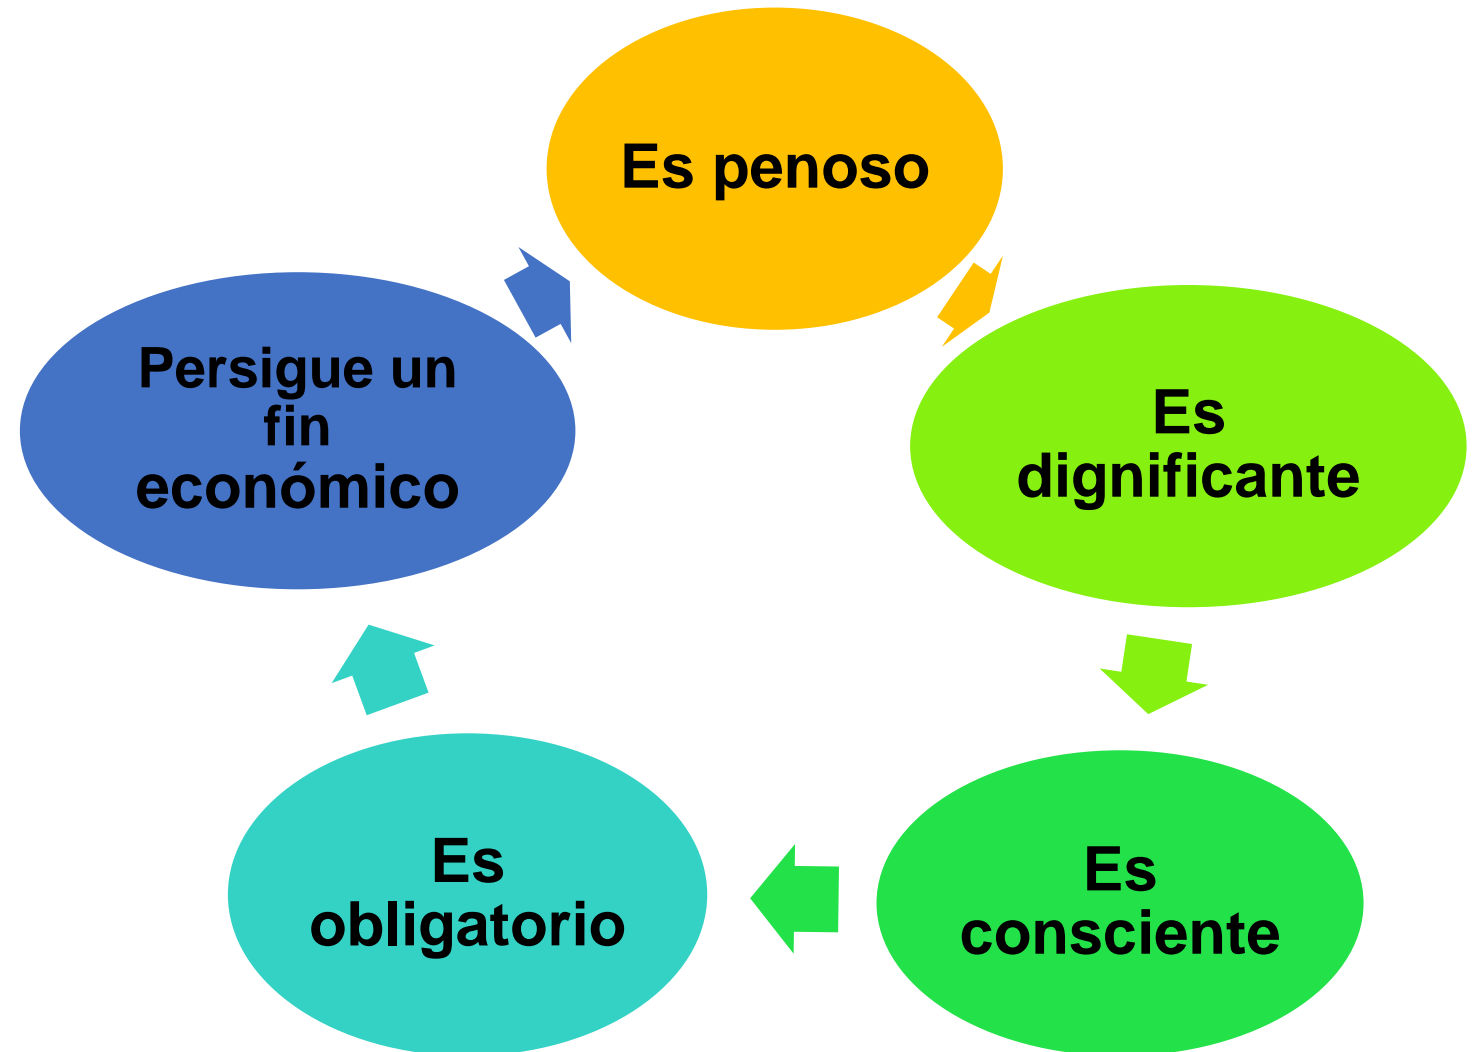 Es penoso
Es
dignificante
Es
consciente
Es
obligatorio
Persigue un
fin
económico